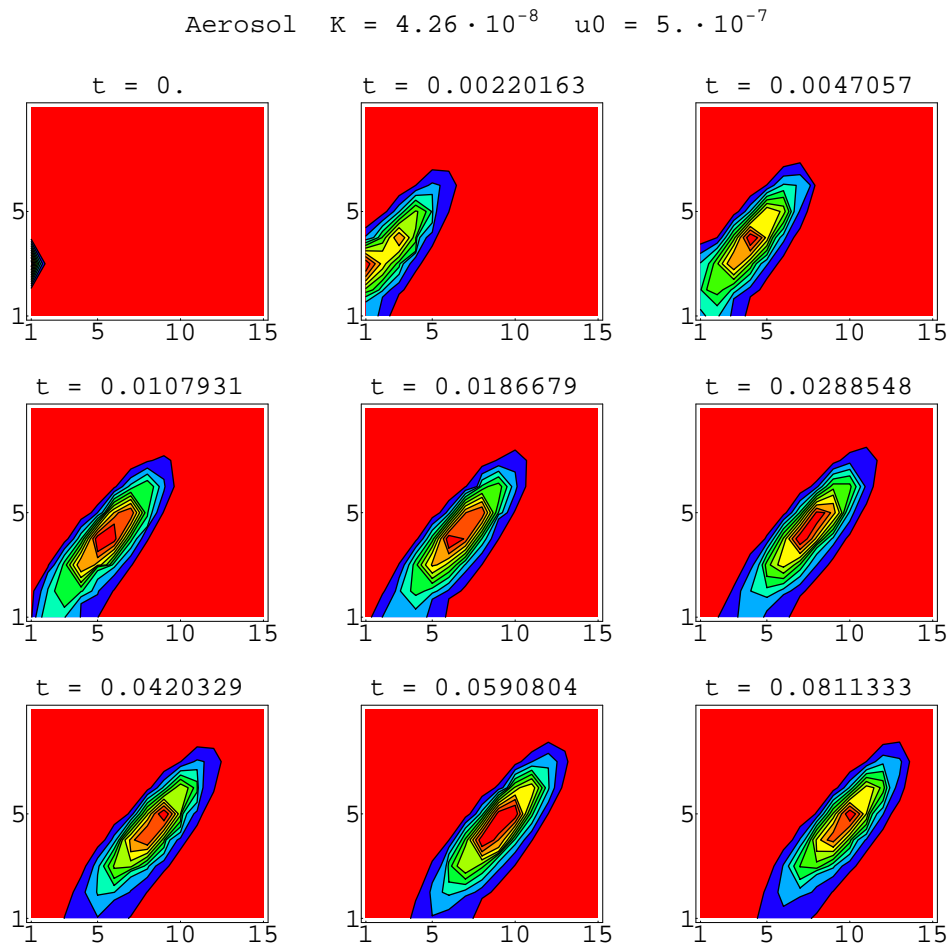 Aerosol K = 4.26 · 10⁻⁸ u0 = 5. · 10⁻⁷
t = 0. t = 0.00220163 t = 0.0047057
5 5 5
1 1 1
1 5 10 15 1 5 10 15 1 5 10 15
t = 0.0107931 t = 0.0186679 t = 0.0288548
5 5 5
1 1 1
1 5 10 15 1 5 10 15 1 5 10 15
t = 0.0420329 t = 0.0590804 t = 0.0811333
5 5 5
1 1 1
1 5 10 15 1 5 10 15 1 5 10 15